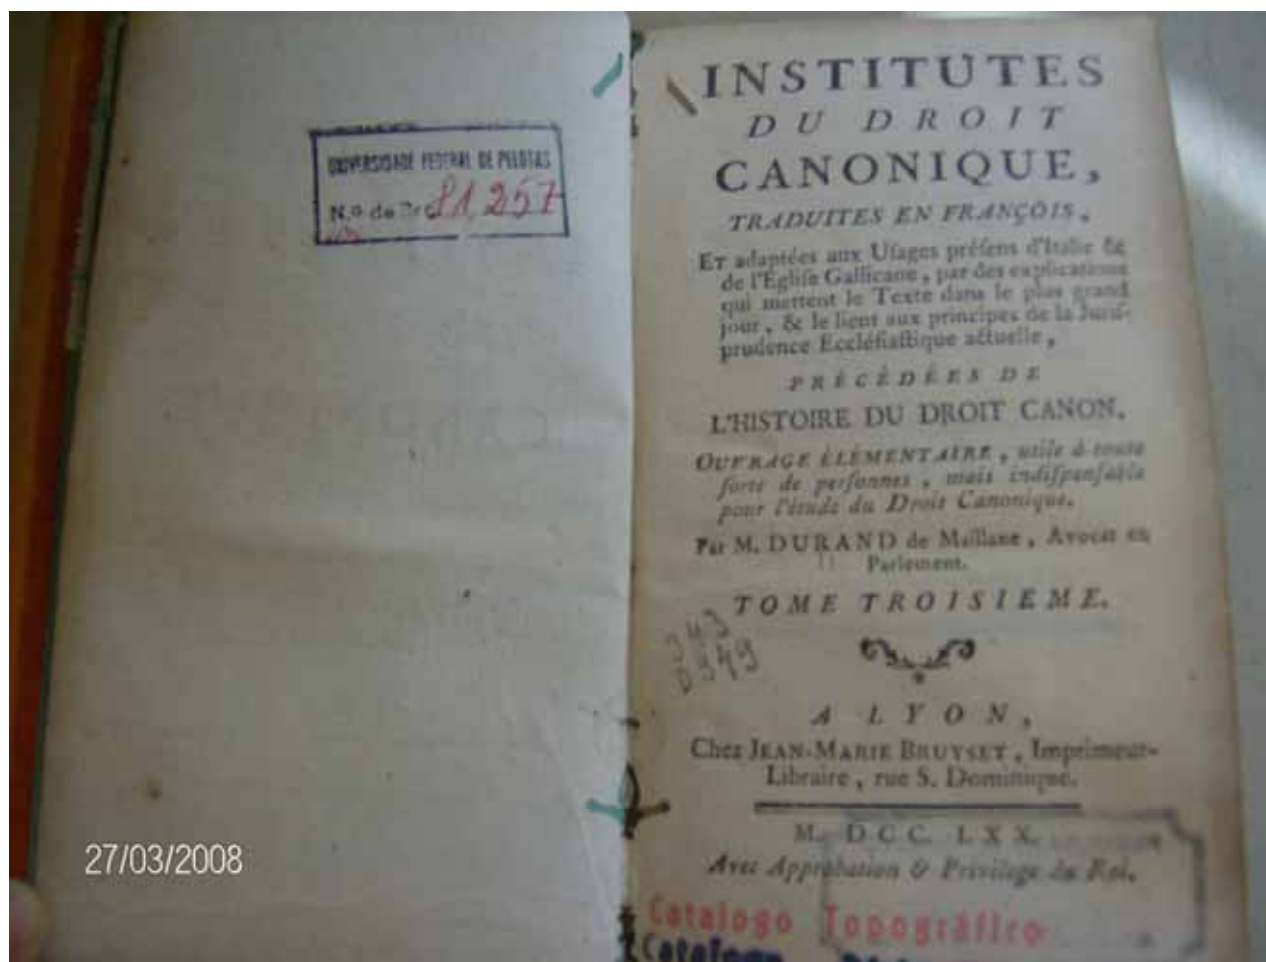 UNIVERSIDADE FEDERAL DE PELOTAS
N.o de 81,257
27/03/2008
INSTITUTES
DU DROIT
CANONIQUE,
TRADUITES EN FRANÇOIS,
ET adaptées aux Uſages préſens d'Italie &
de l'Égliſe Gallicane, par des explications
qui mettent le Texte dans le plus grand
jour, & le lient aux principes de la Juriſ-
prudence Eccléſiaſtique actuelle,
PRÉCÉDÉES DE
L'HISTOIRE DU DROIT CANON.
OUVRAGE ÉLÉMENTAIRE, utile à toute
ſorte de perſonnes, mais indiſpenſable
pour l'étude du Droit Canonique.
Par M. DURAND de Maillane, Avocat en
Parlement.
TOME TROISIEME.
A LYON,
Chez JEAN-MARIE BRUYSET, Imprimeur-
Libraire, rue S. Dominique.
M. DCC. LXX.
Avec Approbation & Privilege du Roi.
Catalogo Topográfico
Catalogo